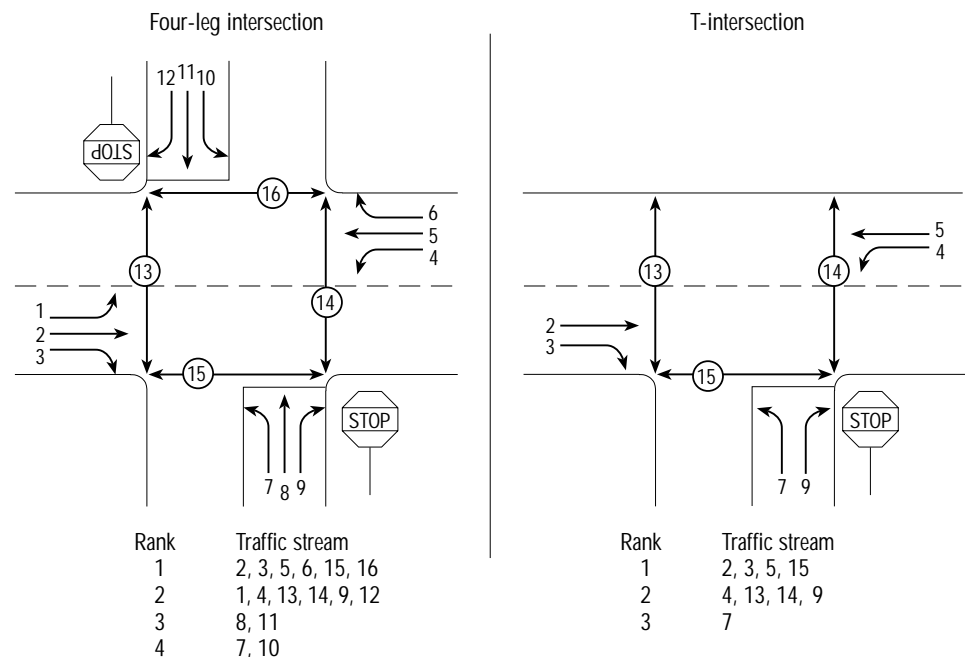 Four-leg intersection
T-intersection
12 11 10
STOP
16
6
5
4
13
14
1
2
3
15
STOP
7 8 9
Rank Traffic stream
1 2, 3, 5, 6, 15, 16
2 1, 4, 13, 14, 9, 12
3 8, 11
4 7, 10
5
4
13
14
2
3
15
STOP
7 9
Rank Traffic stream
1 2, 3, 5, 15
2 4, 13, 14, 9
3 7